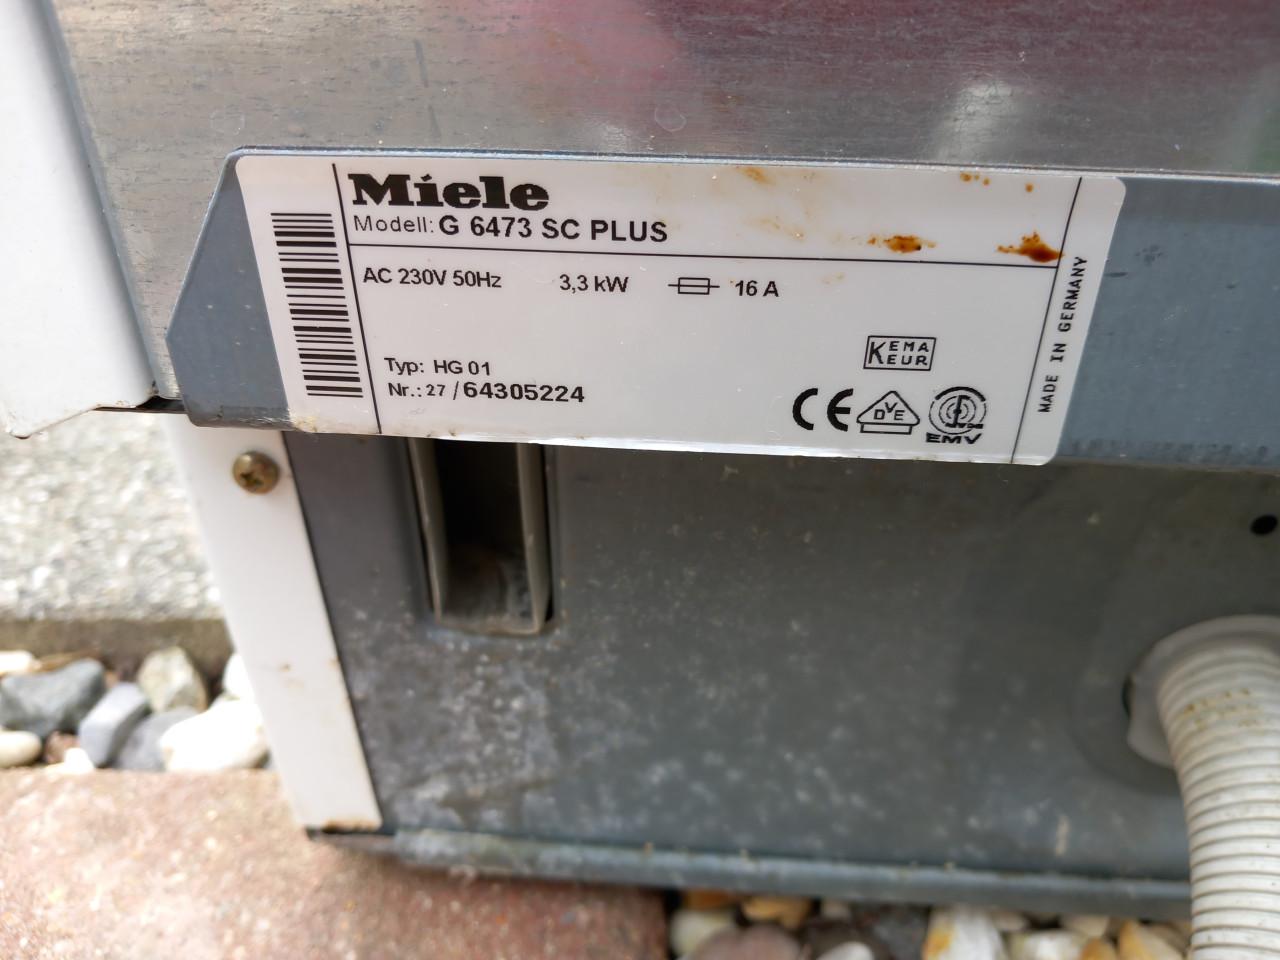 Miele
Modell: G 6473 SC PLUS
AC 230V 50Hz 3,3 kW 16 A
Typ: HG 01
Nr.: 27 / 64305224
KEMA
KEUR
CE DVE
EMV
MADE IN GERMANY